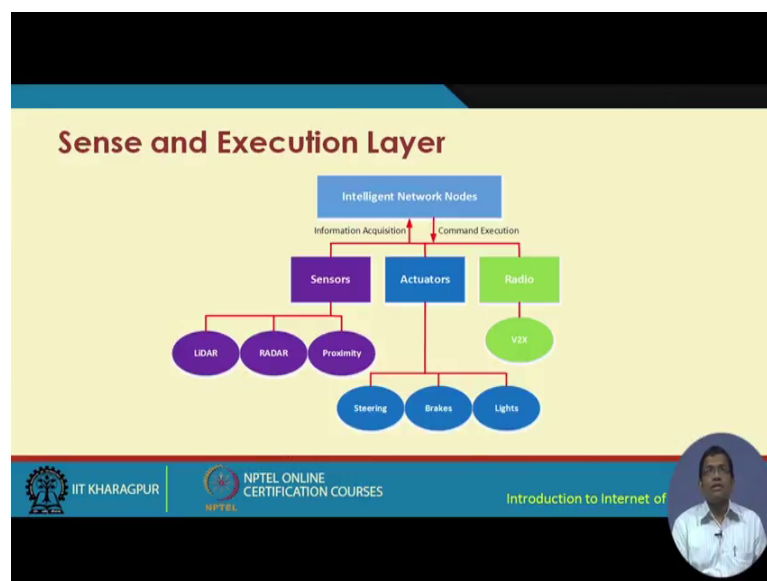 Sense and Execution Layer
Intelligent Network Nodes
Information Acquisition
Command Execution
Sensors
Actuators
Radio
LiDAR
RADAR
Proximity
V2X
Steering
Brakes
Lights
IIT KHARAGPUR
NPTEL
NPTEL ONLINE
CERTIFICATION COURSES
Introduction to Internet of